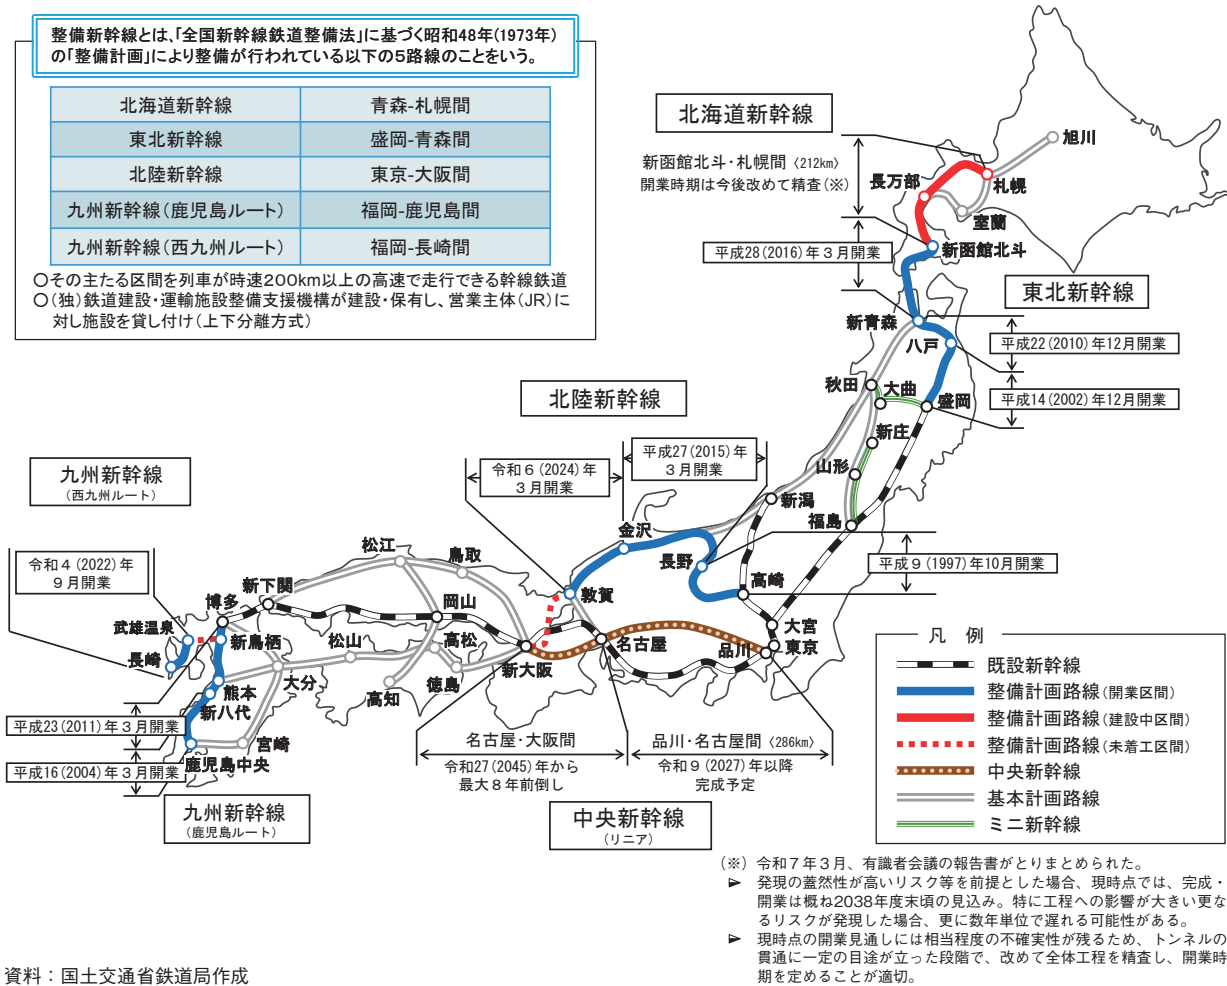 整備新幹線とは、「全国新幹線鉄道整備法」に基づく昭和48年(1973年)
の「整備計画」により整備が行われている以下の5路線のことをいう。
北海道新幹線 青森-札幌間
東北新幹線 盛岡-青森間
北陸新幹線 東京-大阪間
九州新幹線(鹿児島ルート) 福岡-鹿児島間
九州新幹線(西九州ルート) 福岡-長崎間
○その主たる区間を列車が時速200km以上の高速で走行できる幹線鉄道
○(独)鉄道建設・運輸施設整備支援機構が建設・保有し、営業主体(JR)に
対し施設を貸し付け(上下分離方式)
北海道新幹線
新函館北斗・札幌間〈212km〉
開業時期は今後改めて精査(※)
旭川
長万部
札幌
室蘭
平成28(2016)年3月開業
新函館北斗
東北新幹線
新青森
八戸
平成22(2010)年12月開業
秋田
大曲
盛岡
平成14(2002)年12月開業
新庄
山形
北陸新幹線
平成27(2015)年
3月開業
令和6(2024)年
3月開業
九州新幹線
(西九州ルート)
新潟
福島
金沢
長野
平成9(1997)年10月開業
高崎
令和4(2022)年
9月開業
松江
鳥取
新下関
博多
岡山
敦賀
大宮
武雄温泉
新鳥栖
松山
高松
名古屋
品川
東京
長崎
新大阪
熊本
大分
高知
徳島
新八代
平成23(2011)年3月開業
宮崎
鹿児島中央
平成16(2004)年3月開業
九州新幹線
(鹿児島ルート)
名古屋・大阪間
令和27(2045)年から
最大8年前倒し
品川・名古屋間〈286km〉
令和9(2027)年以降
完成予定
中央新幹線
(リニア)
凡 例
既設新幹線
整備計画路線(開業区間)
整備計画路線(建設中区間)
整備計画路線(未着工区間)
中央新幹線
基本計画路線
ミニ新幹線
(※)令和7年3月、有識者会議の報告書がとりまとめられた。
➢ 発現の蓋然性が高いリスク等を前提とした場合、現時点では、完成・
開業は概ね2038年度末頃の見込み。特に工程への影響が大きい更な
るリスクが発現した場合、更に数年単位で遅れる可能性がある。
➢ 現時点の開業見通しには相当程度の不確実性が残るため、トンネルの
貫通に一定の目途が立った段階で、改めて全体工程を精査し、開業時
期を定めることが適切。
資料:国土交通省鉄道局作成